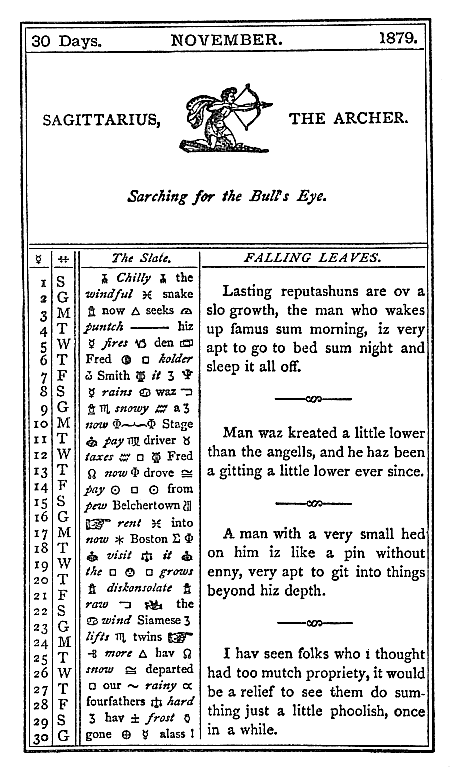 30 Days. NOVEMBER. 1879.
SAGITTARIUS, THE ARCHER.
Sarching for the Bull's Eye.
The Slate.
1 S Chilly the
2 G windful snake
3 M now seeks
4 T puntch —— hiz
5 W fires den
6 T Fred kolder
7 F Smith it
8 S rains waz
9 G snowy a 3
10 M now Stage
11 T pay driver
12 W taxes Fred
13 T now drove
14 F pay from
15 S pew Belchertown
16 G rent into
17 M now Boston
18 T visit it
19 W the grows
20 T diskonsolate
21 F raw the
22 S wind Siamese
23 G lifts twins
24 M more hav
25 T snow departed
26 W our rainy
27 T fourfathers hard
28 F hav frost
29 S gone alass !
30 G
FALLING LEAVES.
Lasting reputashuns are ov a
slo growth, the man who wakes
up famus sum morning, iz very
apt to go to bed sum night and
sleep it all off.
Man waz kreated a little lower
than the angells, and he haz been
a gitting a little lower ever since.
A man with a very small hed
on him iz like a pin without
enny, very apt to git into things
beyond hiz depth.
I hav seen folks who i thought
had too mutch propriety, it would
be a relief to see them do sum-
thing just a little phoolish, once
in a while.